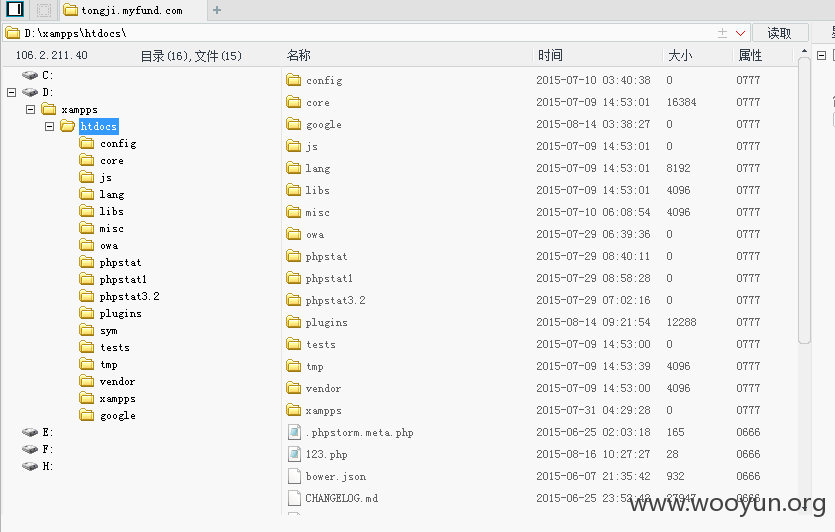 tongji.myfund.com
D:\xampps\htdocs\
读取
106.2.211.40 目录(16),文件(15) 名称 时间 大小 属性
C:
D:
xampps
htdocs
config
core
js
lang
libs
misc
owa
phpstat
phpstat1
phpstat3.2
plugins
sym
tests
tmp
vendor
xampps
google
E:
F:
H:
config 2015-07-10 03:40:38 0 0777
core 2015-07-09 14:53:01 16384 0777
google 2015-08-14 03:38:27 0 0777
js 2015-07-09 14:53:01 0 0777
lang 2015-07-09 14:53:01 8192 0777
libs 2015-07-09 14:53:01 4096 0777
misc 2015-07-10 06:08:54 4096 0777
owa 2015-07-29 06:39:36 0 0777
phpstat 2015-07-29 08:40:11 0 0777
phpstat1 2015-07-29 08:58:28 0 0777
phpstat3.2 2015-07-29 07:02:16 0 0777
plugins 2015-08-14 09:21:54 12288 0777
tests 2015-07-09 14:53:00 0 0777
tmp 2015-07-09 14:53:39 4096 0777
vendor 2015-07-09 14:53:00 4096 0777
xampps 2015-07-31 04:29:28 0 0777
.phpstorm.meta.php 2015-06-25 02:03:18 165 0666
123.php 2015-08-16 10:27:27 28 0666
bower.json 2015-06-07 21:35:42 932 0666
CHANGELOG.md 2015-06-25 23:52:42 27947 0666
www.wooyun.org